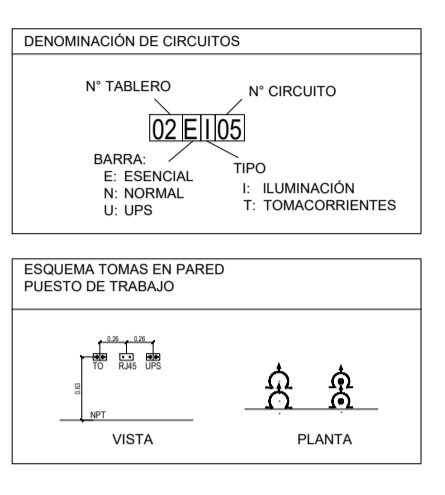 DENOMINACIÓN DE CIRCUITOS
N° TABLERO
N° CIRCUITO
02 E I 05
BARRA:
E: ESENCIAL
N: NORMAL
U: UPS
TIPO
I: ILUMINACIÓN
T: TOMACORRIENTES
ESQUEMA TOMAS EN PARED
PUESTO DE TRABAJO
0.26 0.26
TO RJ45 UPS
0.63
NPT
VISTA
PLANTA